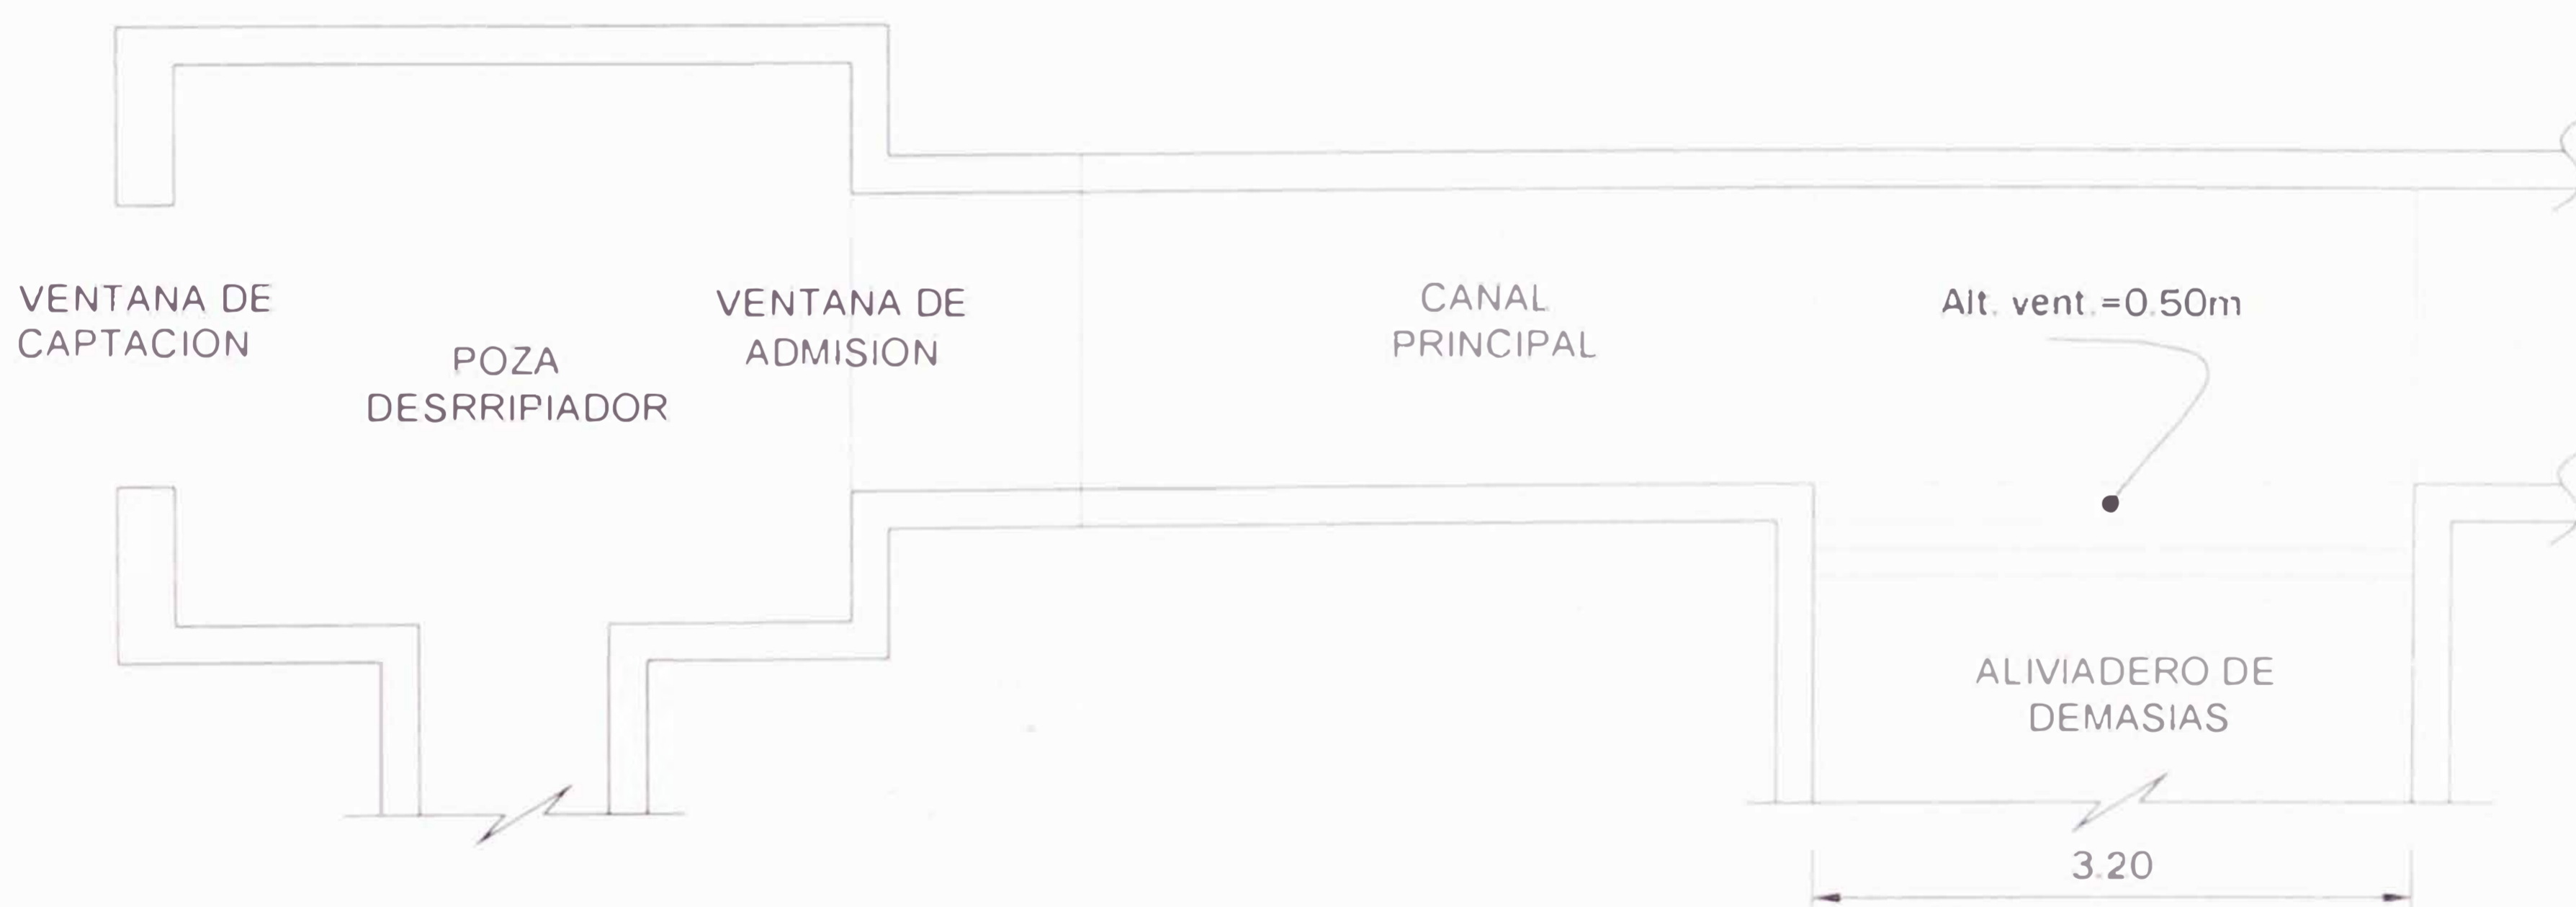 VENTANA DE
CAPTACION
POZA
DESRRIPIADOR
VENTANA DE
ADMISION
CANAL
PRINCIPAL
Alt. vent.=0.50m
ALIVIADERO DE
DEMASIAS
3.20